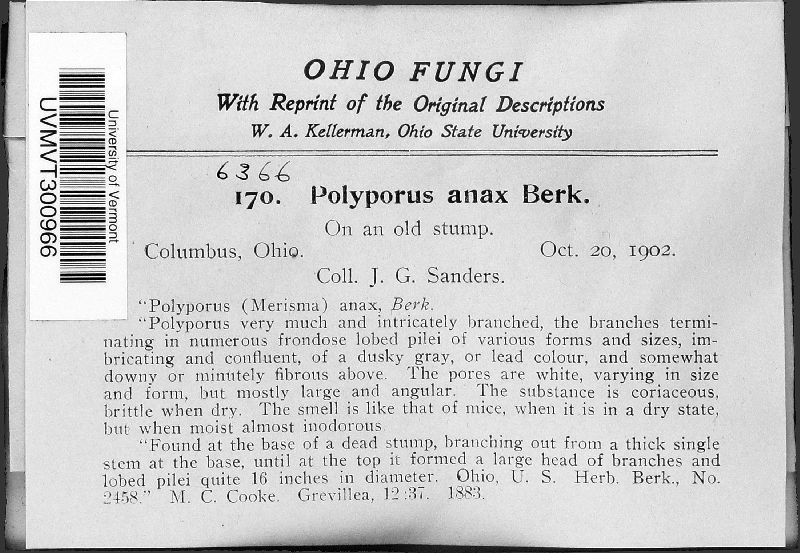 OHIO FUNGI
With Reprint of the Original Descriptions
W. A. Kellerman, Ohio State University
6366
170. Polyporus anax Berk.
On an old stump.
Columbus, Ohio.
Oct. 20, 1902.
Coll. J. G. Sanders.
"Polyporus (Merisma) anax, Berk.
"Polyporus very much and intricately branched, the branches termi-
nating in numerous frondose lobed pilei of various forms and sizes, im-
bricating and confluent, of a dusky gray, or lead colour, and somewhat
downy or minutely fibrous above. The pores are white, varying in size
and form, but mostly large and angular. The substance is coriaceous,
brittle when dry. The smell is like that of mice, when it is in a dry state,
but when moist almost inodorous
"Found at the base of a dead stump, branching out from a thick single
stem at the base, until at the top it formed a large head of branches and
lobed pilei quite 16 inches in diameter. Ohio, U. S. Herb. Berk., No.
2458." M. C. Cooke. Grevillea, 12:37. 1883.
University of Vermont
UVMVT300966